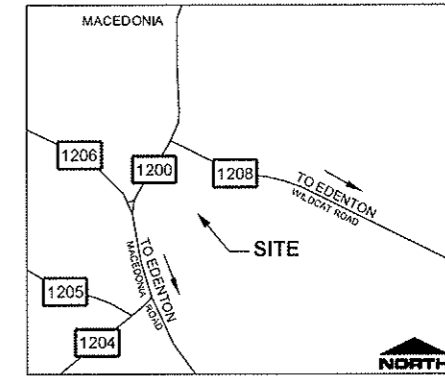 MACEDONIA
1206
1200
1208
TO EDENTON
WILDCAT ROAD
TO EDENTON
MACEDONIA ROAD
SITE
1205
1204
NORTH